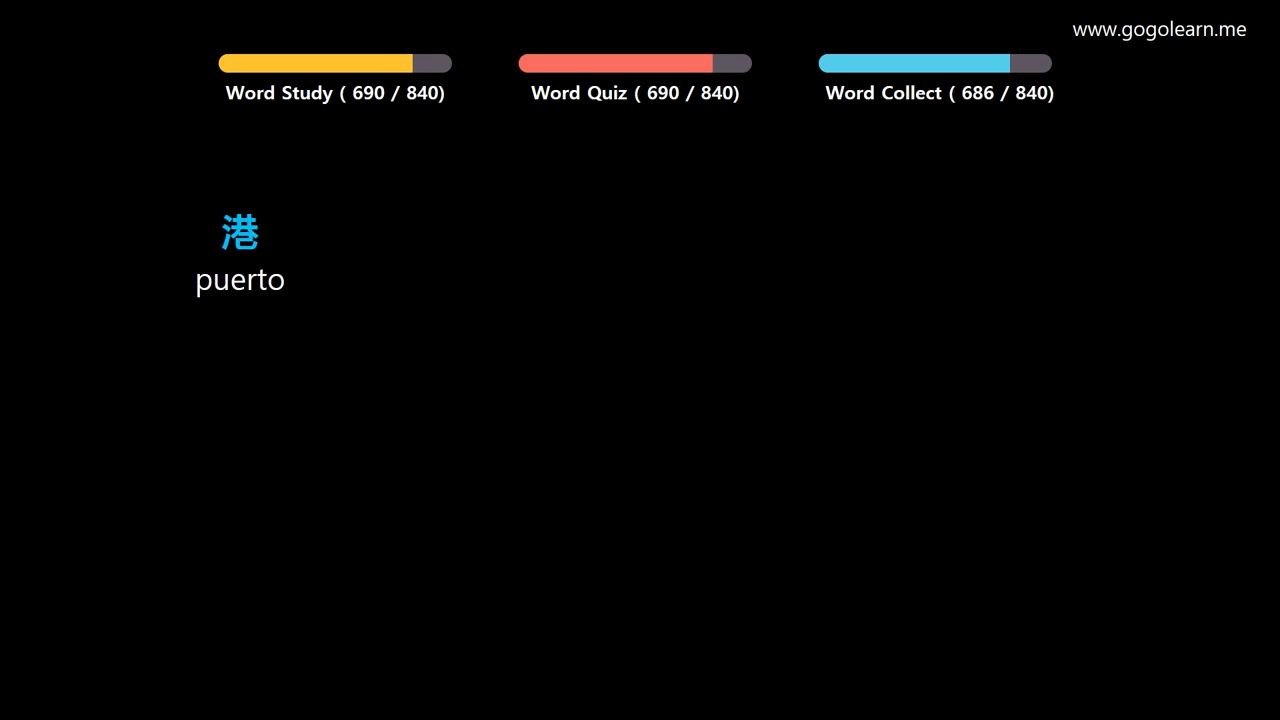 www.gogolearn.me
Word Study ( 690 / 840)
Word Quiz ( 690 / 840)
Word Collect ( 686 / 840)
港
puerto